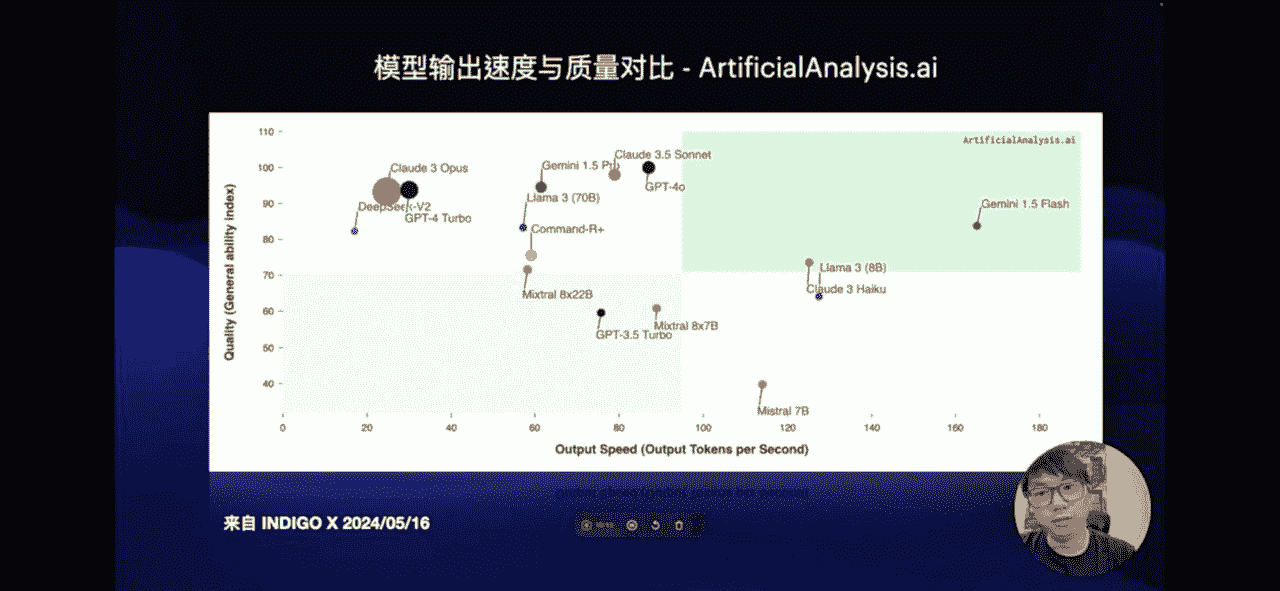 模型输出速度与质量对比 - ArtificialAnalysis.ai
ArtificialAnalysis.ai
Quality (General ability index)
110
100
90
80
70
60
50
40
Claude 3 Opus
DeepSeek-V2
GPT-4 Turbo
Gemini 1.5 Pro
Claude 3.5 Sonnet
GPT-4o
Llama 3 (70B)
Command-R+
Mixtral 8x22B
GPT-3.5 Turbo
Mixtral 8x7B
Gemini 1.5 Flash
Llama 3 (8B)
Claude 3 Haiku
Mistral 7B
0 20 40 60 80 100 120 140 160 180
Output Speed (Output Tokens per Second)
来自 INDIGO X 2024/05/16